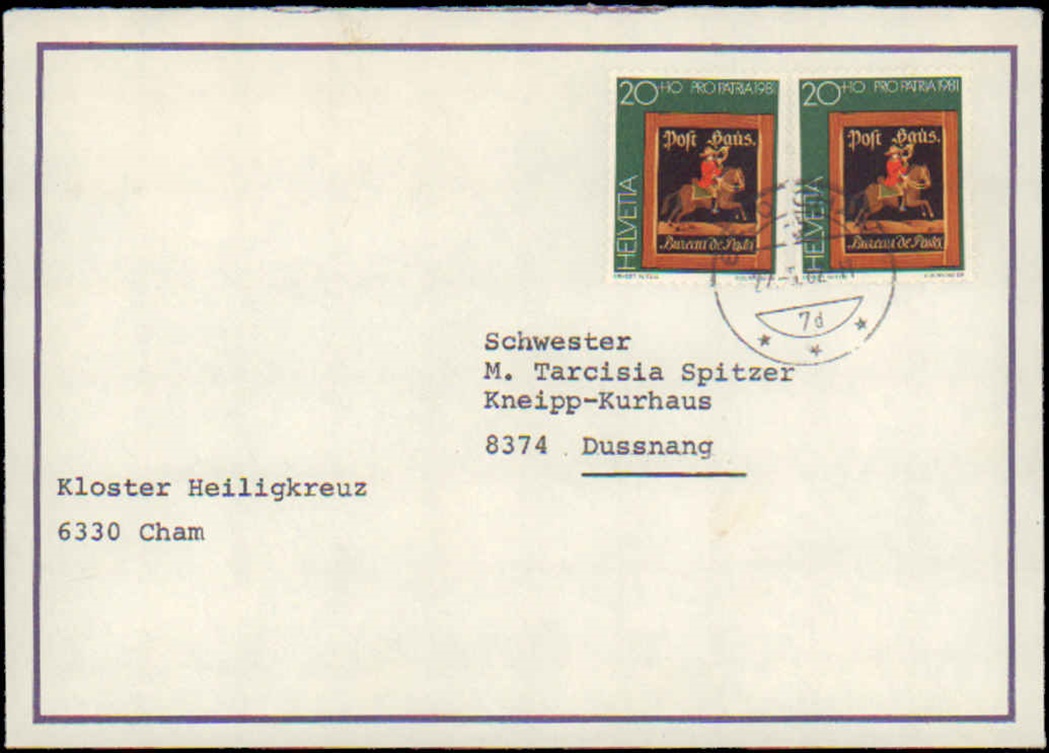 20+10 PRO PATRIA 1981
HELVETIA
Post Haus.
Bureau de Poste
20+10 PRO PATRIA 1981
HELVETIA
Post Haus.
Bureau de Poste
7d
Schwester
M. Tarcisia Spitzer
Kneipp-Kurhaus
8374 Dussnang
Kloster Heiligkreuz
6330 Cham